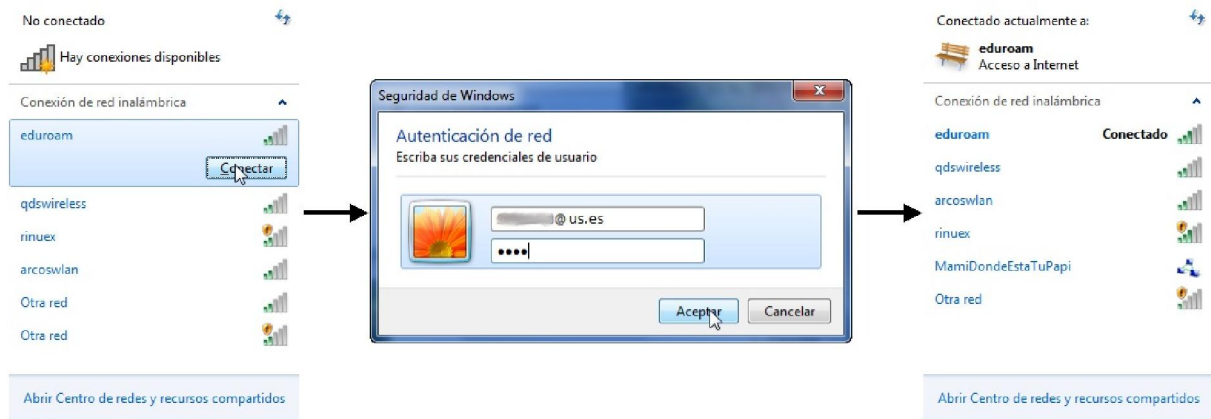 No conectado
Hay conexiones disponibles
Conexión de red inalámbrica
eduroam
Conectar
qdswireless
rinuex
arcoswlan
Otra red
Otra red
Abrir Centro de redes y recursos compartidos
Seguridad de Windows
Autenticación de red
Escriba sus credenciales de usuario
@us.es
Aceptar
Cancelar
Conectado actualmente a:
eduroam
Acceso a Internet
Conexión de red inalámbrica
eduroam Conectado
qdswireless
arcoswlan
rinuex
MamiDondeEstaTuPapi
Otra red
Abrir Centro de redes y recursos compartidos